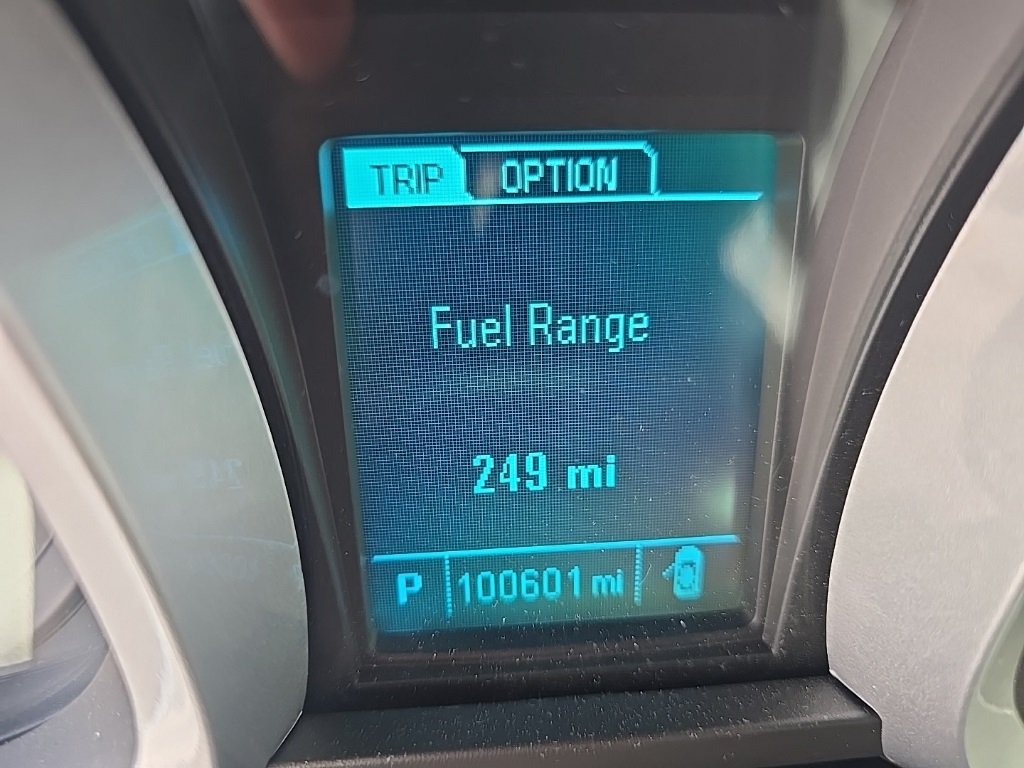 TRIP OPTION
Fuel Range
249 mi
P 100601 mi